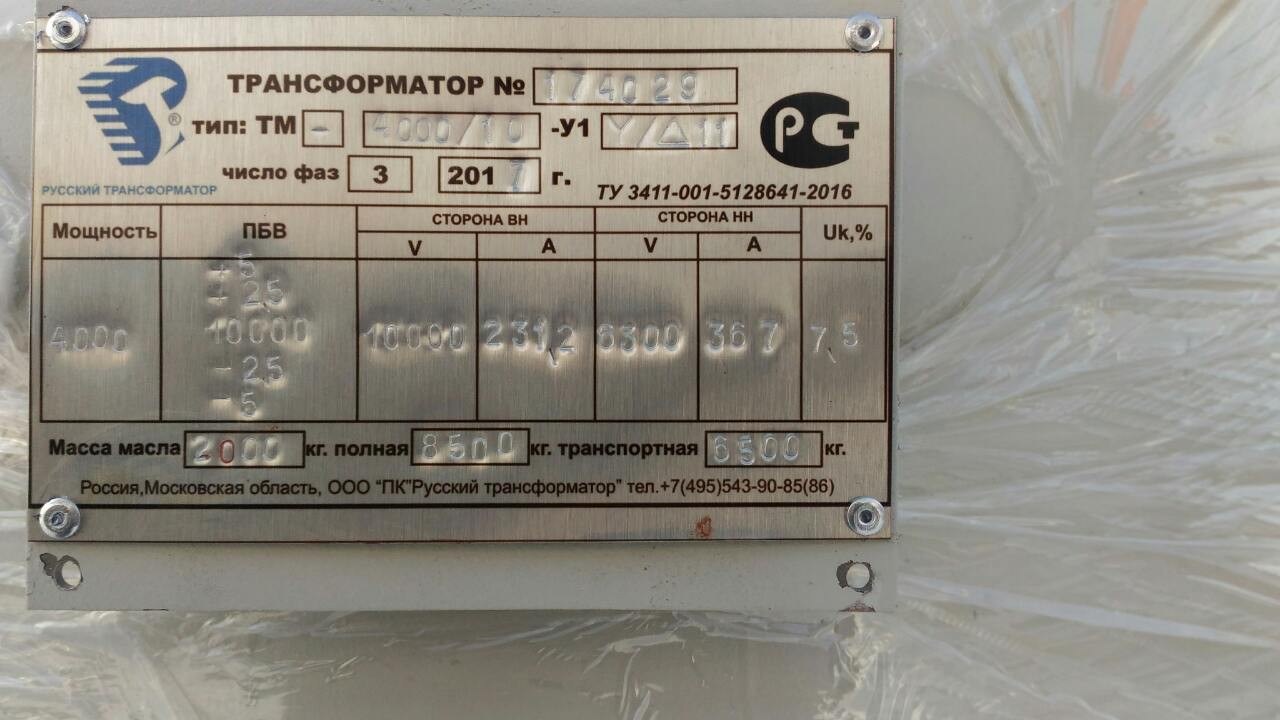 ТРАНСФОРМАТОР № 174029
тип: ТМ - 4000/10 -У1 Y/△11
число фаз 3 2017 г.
РУССКИЙ ТРАНСФОРМАТОР®
РСТ
ТУ 3411-001-5128641-2016
Мощность ПБВ СТОРОНА ВН СТОРОНА НН Uk,%
V A V A
+5
+2,5
4000 10000 10000 231,2 6300 367 7,5
-2,5
-5
Масса масла 2000 кг. полная 8500 кг. транспортная 6500 кг.
Россия,Московская область, ООО "ПК"Русский трансформатор" тел.+7(495)543-90-85(86)